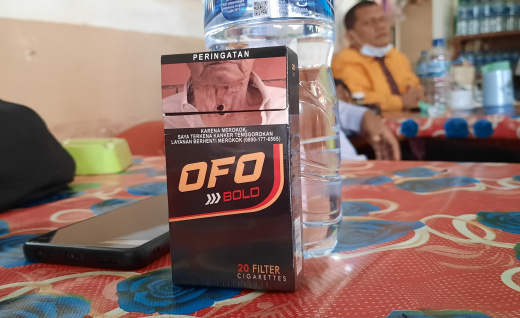 PERINGATAN
KARENA MEROKOK,
SAYA TERKENA KANKER TENGGOROKAN
LAYANAN BERHENTI MEROKOK (0800-177-6565)
OFO
BOLD
20 FILTER
CIGARETTES